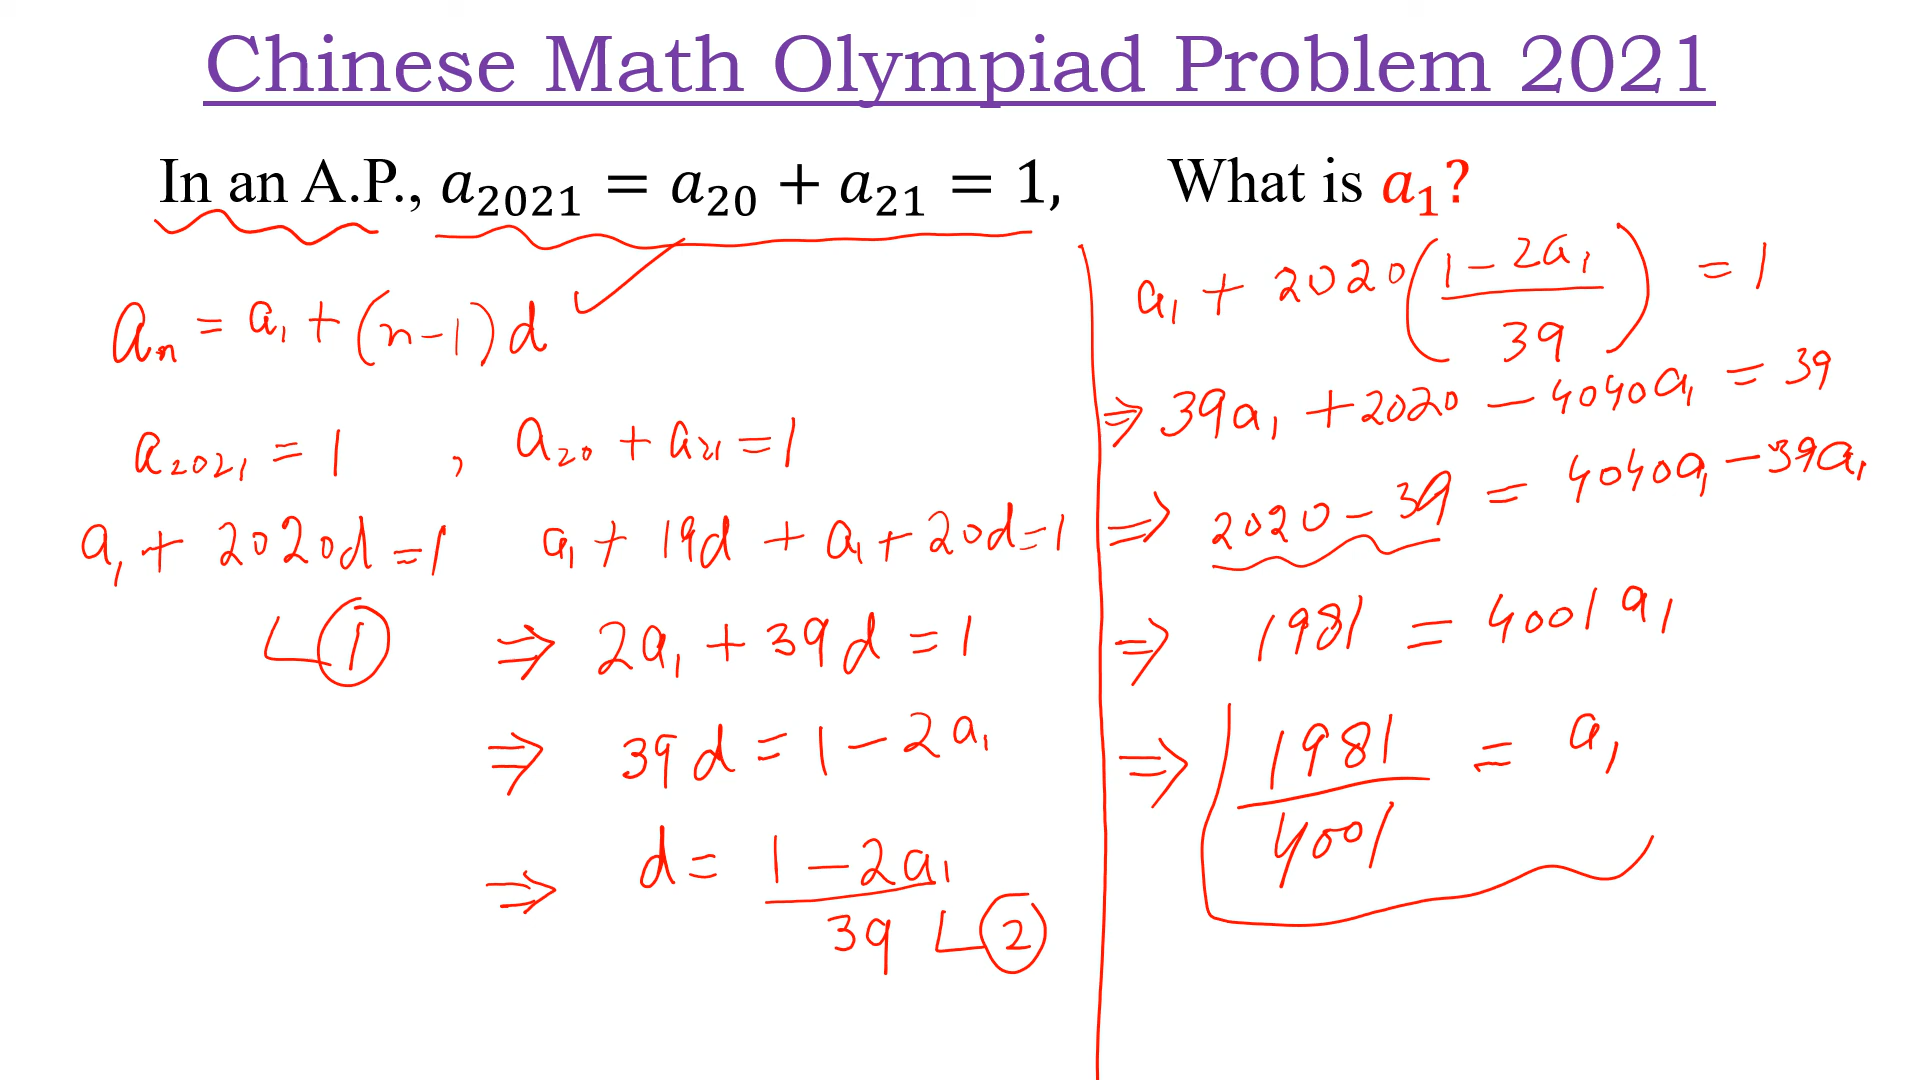 Chinese Math Olympiad Problem 2021
In an A.P., a₂₀₂₁ = a₂₀ + a₂₁ = 1, What is a₁?
aₙ = a₁ + (n-1)d
a₂₀₂₁ = 1 , a₂₀ + a₂₁ = 1
a₁ + 2020d = 1 a₁ + 19d + a₁ + 20d = 1
① ⇒ 2a₁ + 39d = 1
⇒ 39d = 1 - 2a₁
⇒ d = (1 - 2a₁)/39 ②
a₁ + 2020((1 - 2a₁)/39) = 1
⇒ 39a₁ + 2020 - 4040a₁ = 39
⇒ 2020 - 39 = 4040a₁ - 39a₁
⇒ 1981 = 4001a₁
⇒ 1981/4001 = a₁